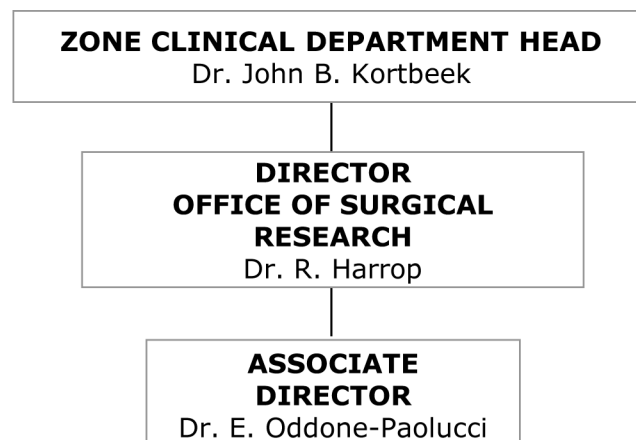 ZONE CLINICAL DEPARTMENT HEAD
Dr. John B. Kortbeek
DIRECTOR
OFFICE OF SURGICAL
RESEARCH
Dr. R. Harrop
ASSOCIATE
DIRECTOR
Dr. E. Oddone-Paolucci